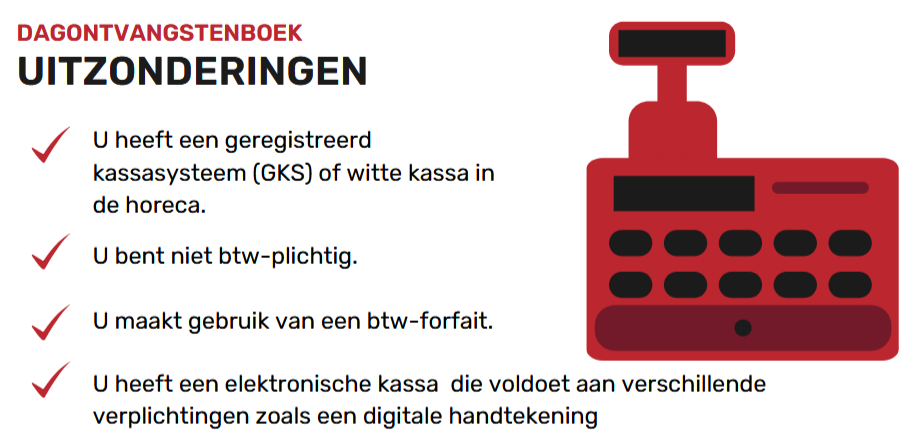 DAGONTVANGSTENBOEK
UITZONDERINGEN
U heeft een geregistreerd
kassasysteem (GKS) of witte kassa in
de horeca.
U bent niet btw-plichtig.
U maakt gebruik van een btw-forfait.
U heeft een elektronische kassa  die voldoet aan verschillende
verplichtingen zoals een digitale handtekening